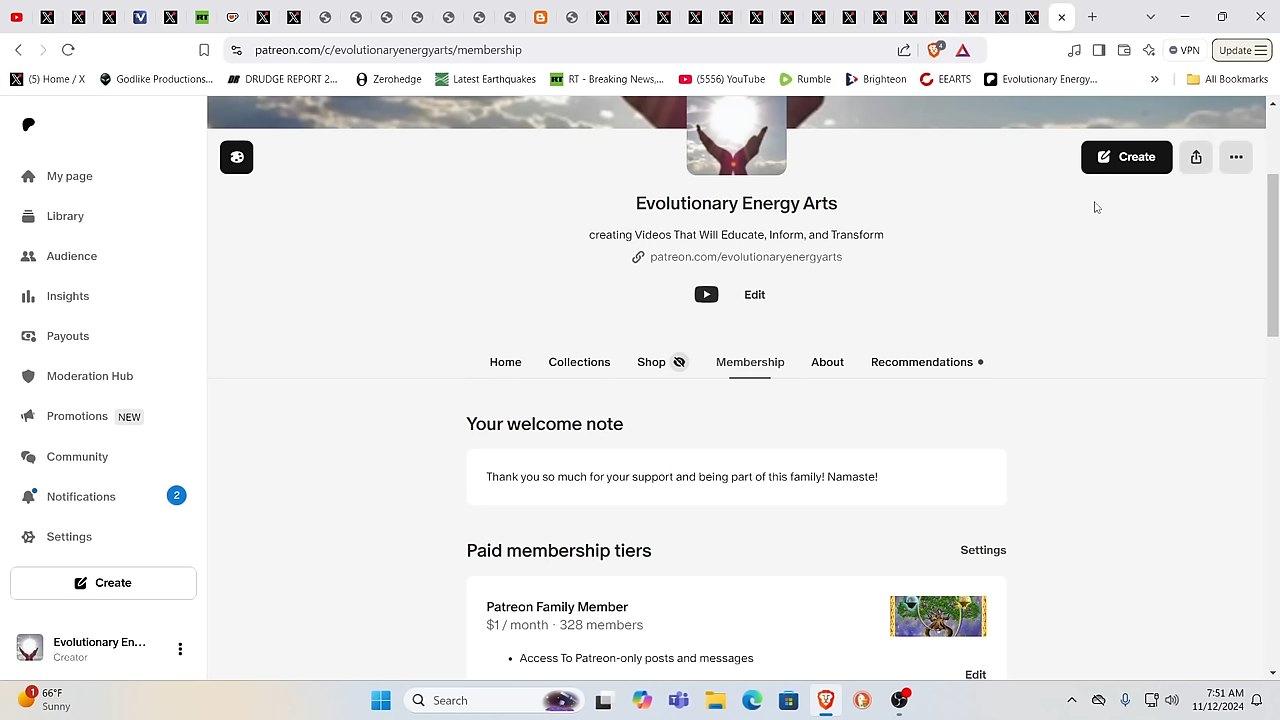 patreon.com/c/evolutionaryenergyarts/membership
4
VPN
Update
(5) Home / X
Godlike Productions...
DRUDGE REPORT 2...
Zerohedge
Latest Earthquakes
RT - Breaking News,...
(5556) YouTube
Rumble
Brighteon
EEARTS
Evolutionary Energy...
»
All Bookmarks
My page
Library
Audience
Insights
Payouts
Moderation Hub
Promotions NEW
Community
Notifications 2
Settings
Create
Evolutionary En...
Creator
Create
Evolutionary Energy Arts
creating Videos That Will Educate, Inform, and Transform
patreon.com/evolutionaryenergyarts
Edit
Home Collections Shop Membership About Recommendations
Your welcome note
Thank you so much for your support and being part of this family! Namaste!
Paid membership tiers Settings
Patreon Family Member
$1 / month · 328 members
• Access To Patreon-only posts and messages
Edit
1
66°F
Sunny
Search
7:51 AM
11/12/2024